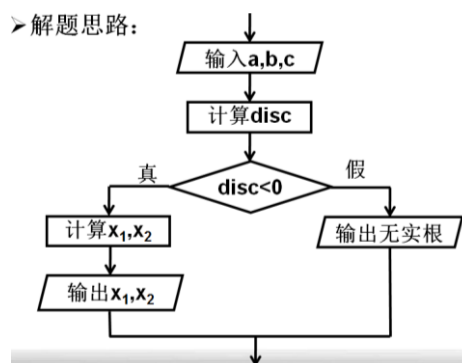 ➢解题思路：
输入a,b,c
计算disc
真
disc<0
假
计算x₁,x₂
输出无实根
输出x₁,x₂